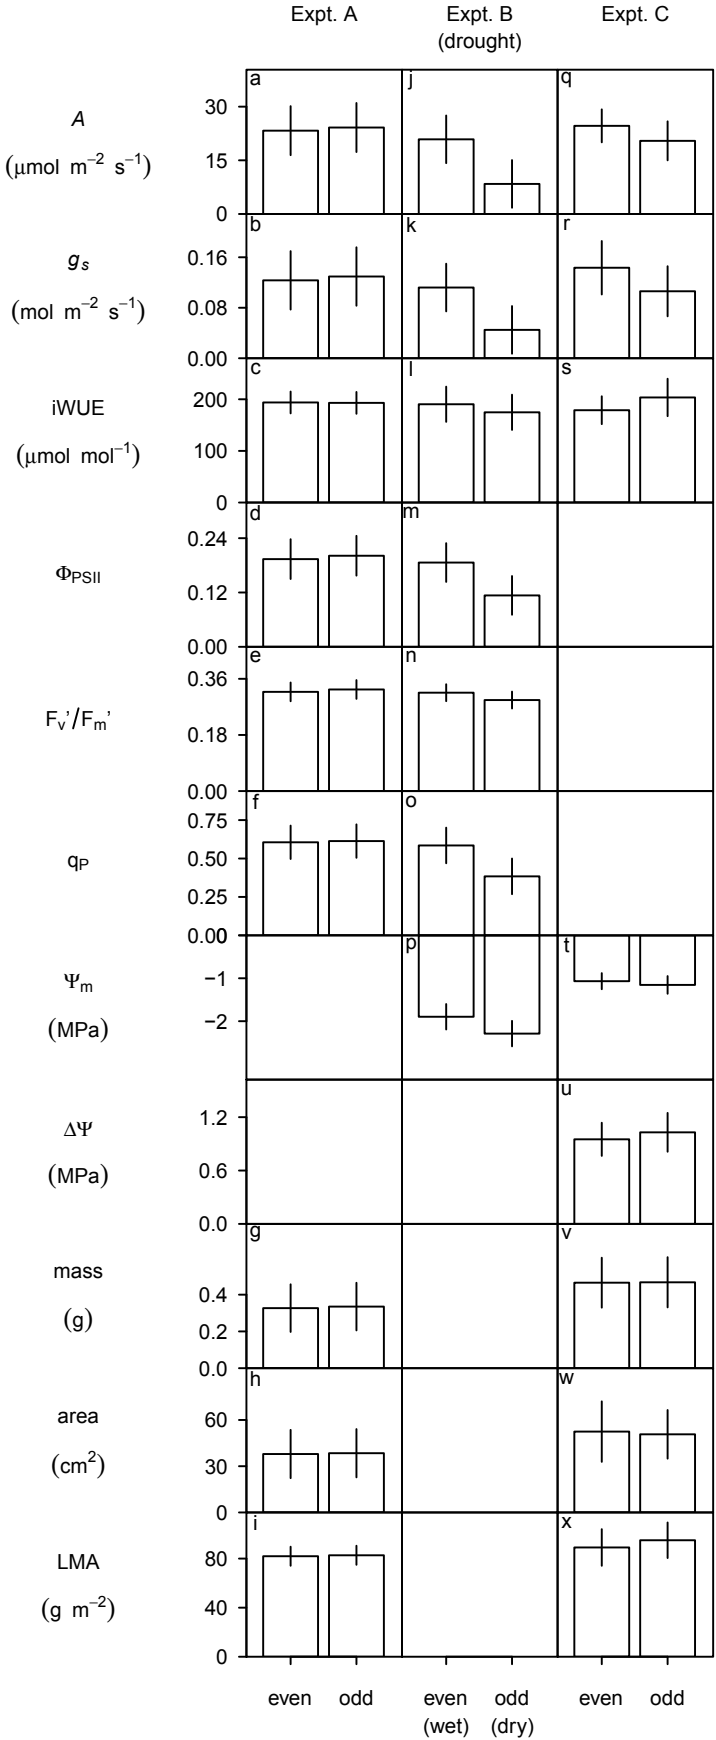 Expt. A Expt. B Expt. C
(drought)
a j q
A
(μmol m⁻² s⁻¹)
30
15
0
b k r
gₛ
(mol m⁻² s⁻¹)
0.16
0.08
0.00
c l s
iWUE
(μmol mol⁻¹)
200
100
0
d m
ΦPSII
0.24
0.12
0.00
e n
Fᵥ'/Fₘ'
0.36
0.18
0.00
f o
qP
0.75
0.50
0.25
0.00
0
p t
Ψₘ
(MPa)
−1
−2
u
ΔΨ
(MPa)
1.2
0.6
0.0
g v
mass
(g)
0.4
0.2
0.0
h w
area
(cm²)
60
30
0
i x
LMA
(g m⁻²)
80
40
0
even odd even odd even odd
(wet) (dry)